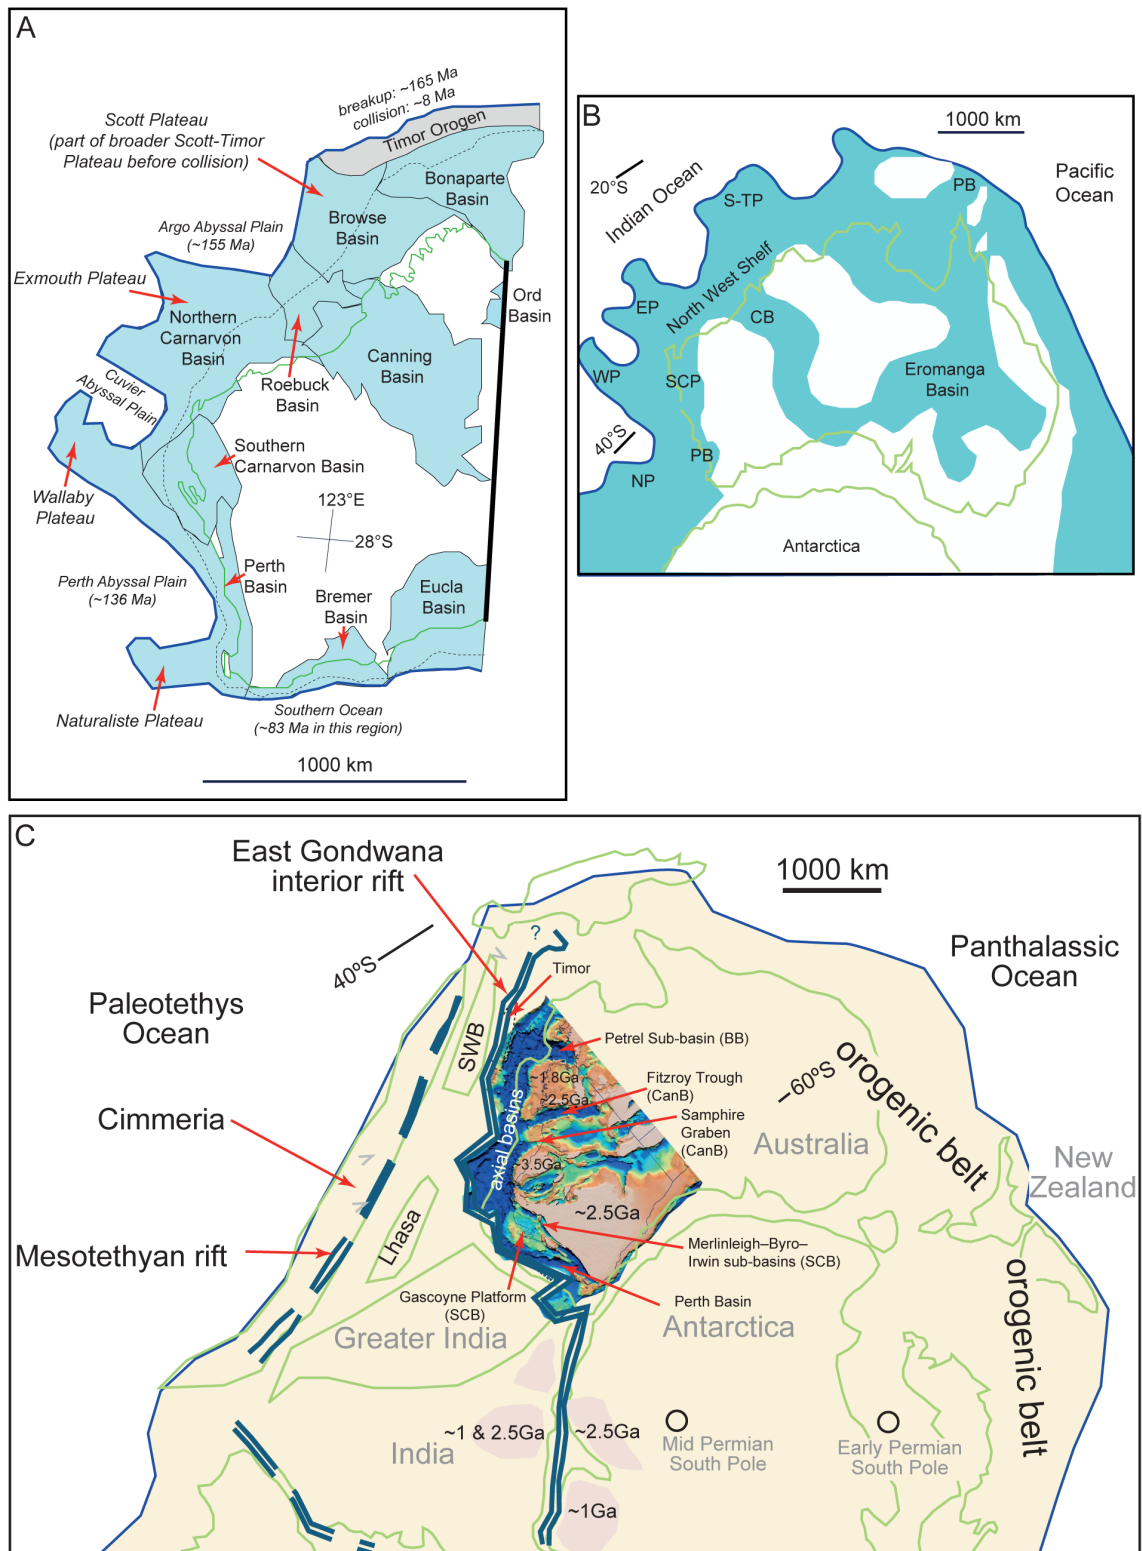 A
breakup: ~165 Ma
collision: ~8 Ma
Timor Orogen
Scott Plateau
(part of broader Scott-Timor
Plateau before collision)
Bonaparte
Basin
Browse
Basin
Argo Abyssal Plain
(~155 Ma)
Exmouth Plateau
Northern
Carnarvon
Basin
Ord
Basin
Canning
Basin
Cuvier
Abyssal Plain
Roebuck
Basin
Southern
Carnarvon Basin
Wallaby
Plateau
123°E
28°S
Perth
Basin
Perth Abyssal Plain
(~136 Ma)
Bremer
Basin
Eucla
Basin
Naturaliste Plateau
Southern Ocean
(~83 Ma in this region)
1000 km
B
1000 km
Pacific
Ocean
20°S
Indian Ocean
S-TP
PB
North West Shelf
EP
CB
WP
SCP
Eromanga
Basin
40°S
PB
NP
Antarctica
C
East Gondwana
interior rift
1000 km
40°S
?
Timor
Panthalassic
Ocean
Paleotethys
Ocean
SWB
Petrel Sub-basin (BB)
orogenic belt
~1.8Ga
Fitzroy Trough
(CanB)
60°S
~2.5Ga
Samphire
Graben
(CanB)
Cimmeria
axial basins
Australia
~3.5Ga
New
Zealand
Lhasa
~2.5Ga
Mesotethyan rift
Merlinleigh–Byro–
Irwin sub-basins (SCB)
orogenic belt
Gascoyne Platform
(SCB)
Perth Basin
Greater India
Antarctica
~1 & 2.5Ga
~2.5Ga
India
Mid Permian
South Pole
Early Permian
South Pole
~1Ga